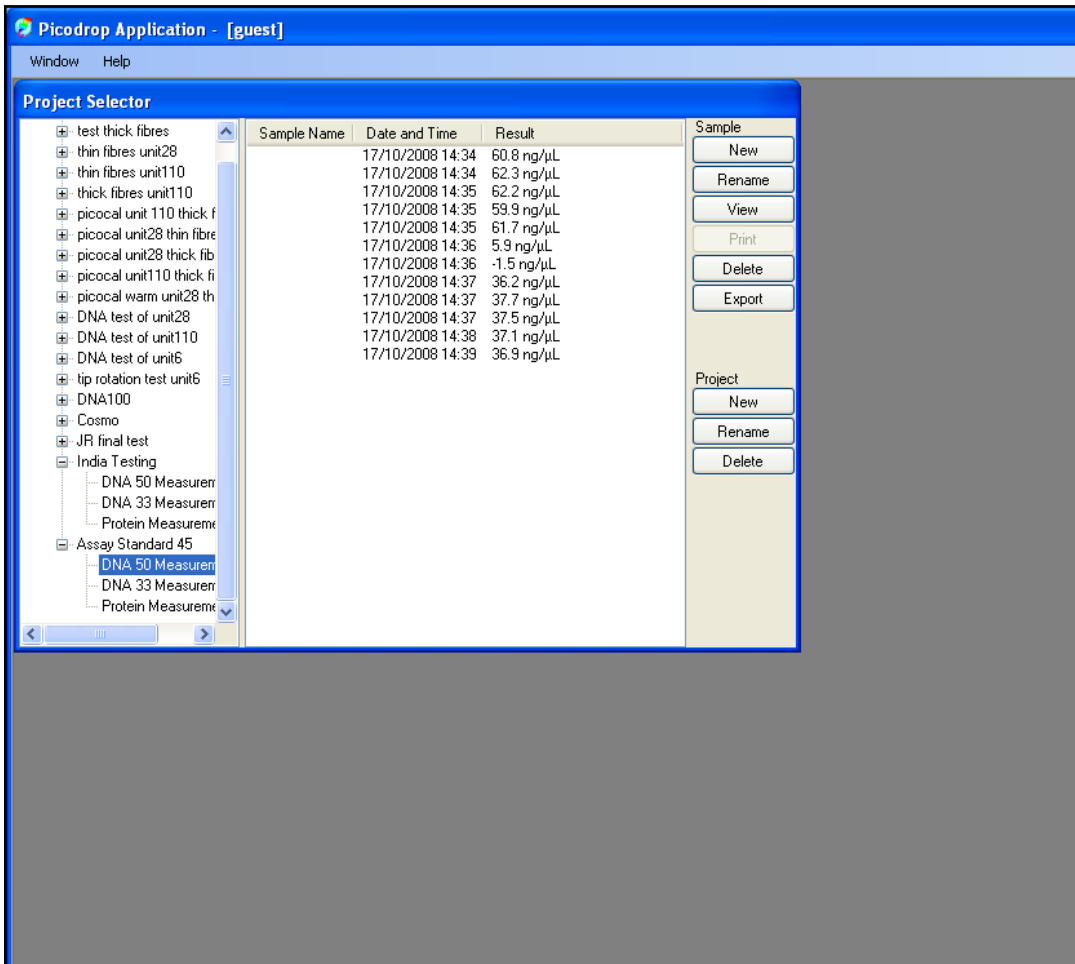 Picodrop Application - [guest]
Window Help
Project Selector
test thick fibres
thin fibres unit28
thin fibres unit110
thick fibres unit110
picocal unit 110 thick f
picocal unit28 thin fibre
picocal unit28 thick fib
picocal unit110 thick fi
picocal warm unit28 th
DNA test of unit28
DNA test of unit110
DNA test of unit6
tip rotation test unit6
DNA100
Cosmo
JR final test
India Testing
DNA 50 Measurem
DNA 33 Measurem
Protein Measureme
Assay Standard 45
DNA 50 Measurem
DNA 33 Measurem
Protein Measureme
Sample Name Date and Time Result
17/10/2008 14:34 60.8 ng/µL
17/10/2008 14:34 62.3 ng/µL
17/10/2008 14:35 62.2 ng/µL
17/10/2008 14:35 59.9 ng/µL
17/10/2008 14:35 61.7 ng/µL
17/10/2008 14:36 5.9 ng/µL
17/10/2008 14:36 -1.5 ng/µL
17/10/2008 14:37 36.2 ng/µL
17/10/2008 14:37 37.7 ng/µL
17/10/2008 14:37 37.5 ng/µL
17/10/2008 14:38 37.1 ng/µL
17/10/2008 14:39 36.9 ng/µL
Sample
New
Rename
View
Print
Delete
Export
Project
New
Rename
Delete